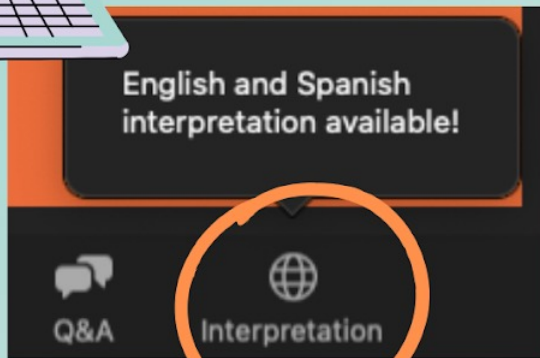 English and Spanish
interpretation available!
Q&A
Interpretation